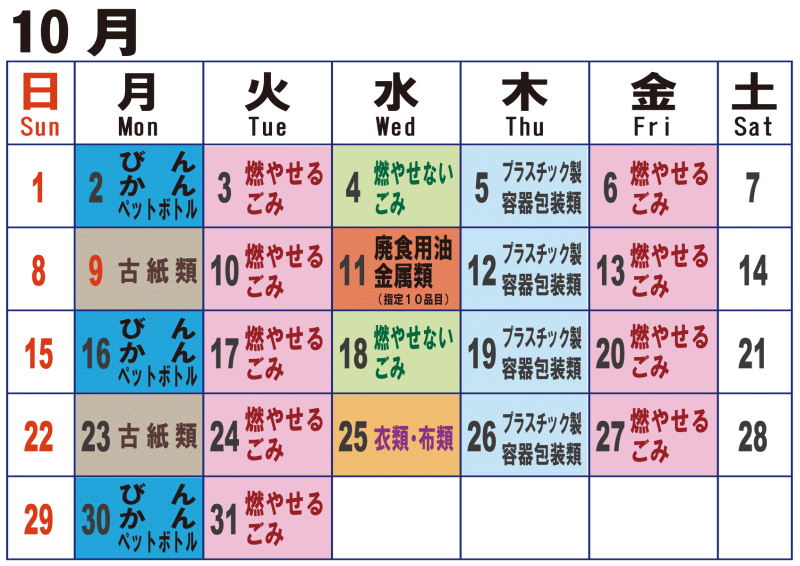 10 月
日 月 火 水 木 金 土
Sun Mon Tue Wed Thu Fri Sat
1
2 びん
かん
ペットボトル
3 燃やせる
ごみ
4 燃やせない
ごみ
5 プラスチック製
容器包装類
6 燃やせる
ごみ
7
8
9 古紙類
10 燃やせる
ごみ
11 廃食用油
金属類
(指定10品目)
12 プラスチック製
容器包装類
13 燃やせる
ごみ
14
15
16 びん
かん
ペットボトル
17 燃やせる
ごみ
18 燃やせない
ごみ
19 プラスチック製
容器包装類
20 燃やせる
ごみ
21
22
23 古紙類
24 燃やせる
ごみ
25 衣類・布類
26 プラスチック製
容器包装類
27 燃やせる
ごみ
28
29
30 びん
かん
ペットボトル
31 燃やせる
ごみ